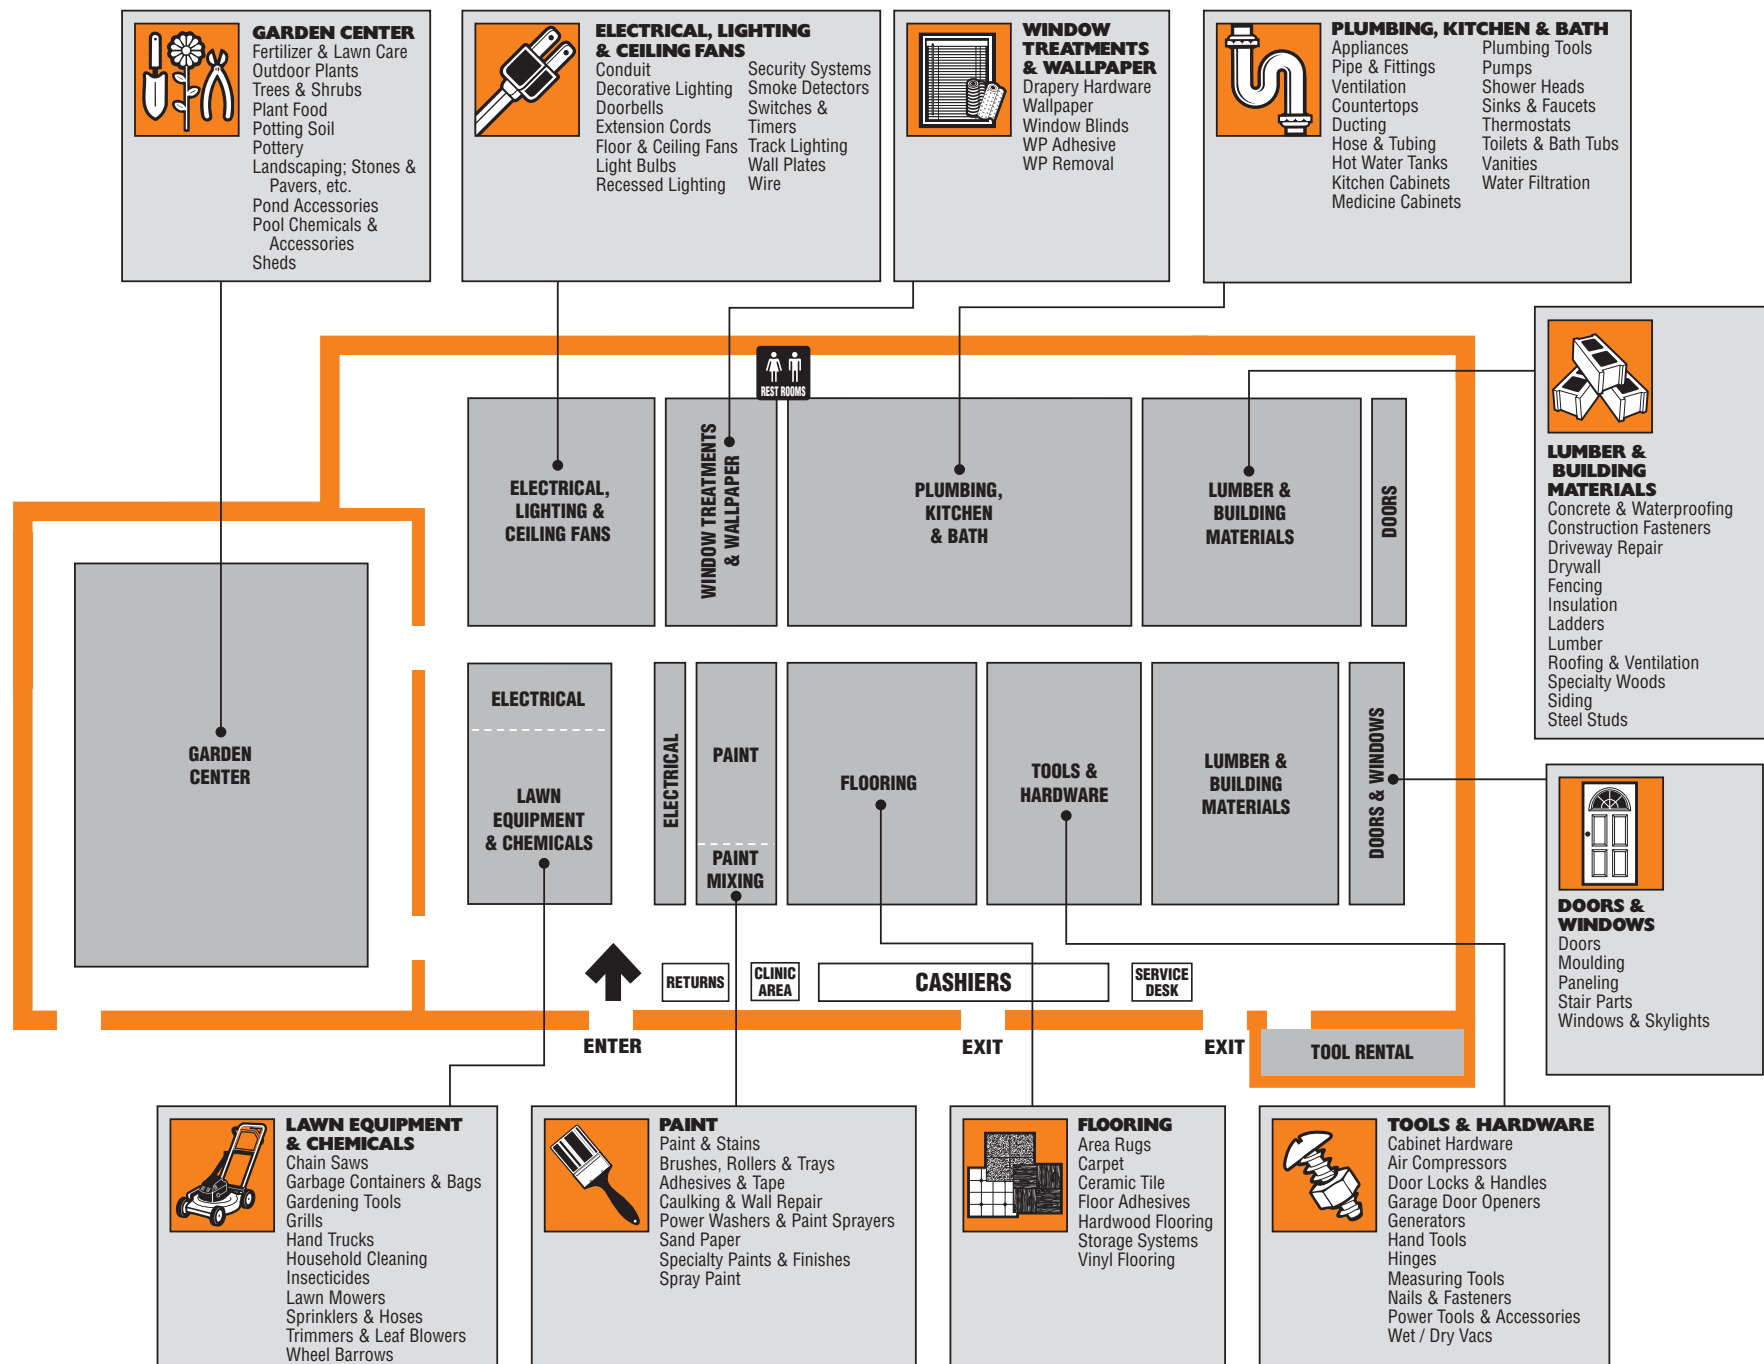 GARDEN CENTER
Fertilizer & Lawn Care
Outdoor Plants
Trees & Shrubs
Plant Food
Potting Soil
Pottery
Landscaping; Stones &
Pavers, etc.
Pond Accessories
Pool Chemicals &
Accessories
Sheds
ELECTRICAL, LIGHTING
& CEILING FANS
Conduit
Decorative Lighting
Doorbells
Extension Cords
Floor & Ceiling Fans
Light Bulbs
Recessed Lighting
Security Systems
Smoke Detectors
Switches &
Timers
Track Lighting
Wall Plates
Wire
WINDOW
TREATMENTS
& WALLPAPER
Drapery Hardware
Wallpaper
Window Blinds
WP Adhesive
WP Removal
PLUMBING, KITCHEN & BATH
Appliances
Pipe & Fittings
Ventilation
Countertops
Ducting
Hose & Tubing
Hot Water Tanks
Kitchen Cabinets
Medicine Cabinets
Plumbing Tools
Pumps
Shower Heads
Sinks & Faucets
Thermostats
Toilets & Bath Tubs
Vanities
Water Filtration
LUMBER &
BUILDING
MATERIALS
Concrete & Waterproofing
Construction Fasteners
Driveway Repair
Drywall
Fencing
Insulation
Ladders
Lumber
Roofing & Ventilation
Specialty Woods
Siding
Steel Studs
REST ROOMS
ELECTRICAL,
LIGHTING &
CEILING FANS
WINDOW TREATMENTS
& WALLPAPER
PLUMBING,
KITCHEN
& BATH
LUMBER &
BUILDING
MATERIALS
DOORS
GARDEN
CENTER
ELECTRICAL
LAWN
EQUIPMENT
& CHEMICALS
ELECTRICAL
PAINT
PAINT
MIXING
FLOORING
TOOLS &
HARDWARE
LUMBER &
BUILDING
MATERIALS
DOORS & WINDOWS
DOORS &
WINDOWS
Doors
Moulding
Paneling
Stair Parts
Windows & Skylights
RETURNS
CLINIC
AREA
CASHIERS
SERVICE
DESK
ENTER
EXIT
EXIT
TOOL RENTAL
LAWN EQUIPMENT
& CHEMICALS
Chain Saws
Garbage Containers & Bags
Gardening Tools
Grills
Hand Trucks
Household Cleaning
Insecticides
Lawn Mowers
Sprinklers & Hoses
Trimmers & Leaf Blowers
Wheel Barrows
PAINT
Paint & Stains
Brushes, Rollers & Trays
Adhesives & Tape
Caulking & Wall Repair
Power Washers & Paint Sprayers
Sand Paper
Specialty Paints & Finishes
Spray Paint
FLOORING
Area Rugs
Carpet
Ceramic Tile
Floor Adhesives
Hardwood Flooring
Storage Systems
Vinyl Flooring
TOOLS & HARDWARE
Cabinet Hardware
Air Compressors
Door Locks & Handles
Garage Door Openers
Generators
Hand Tools
Hinges
Measuring Tools
Nails & Fasteners
Power Tools & Accessories
Wet / Dry Vacs